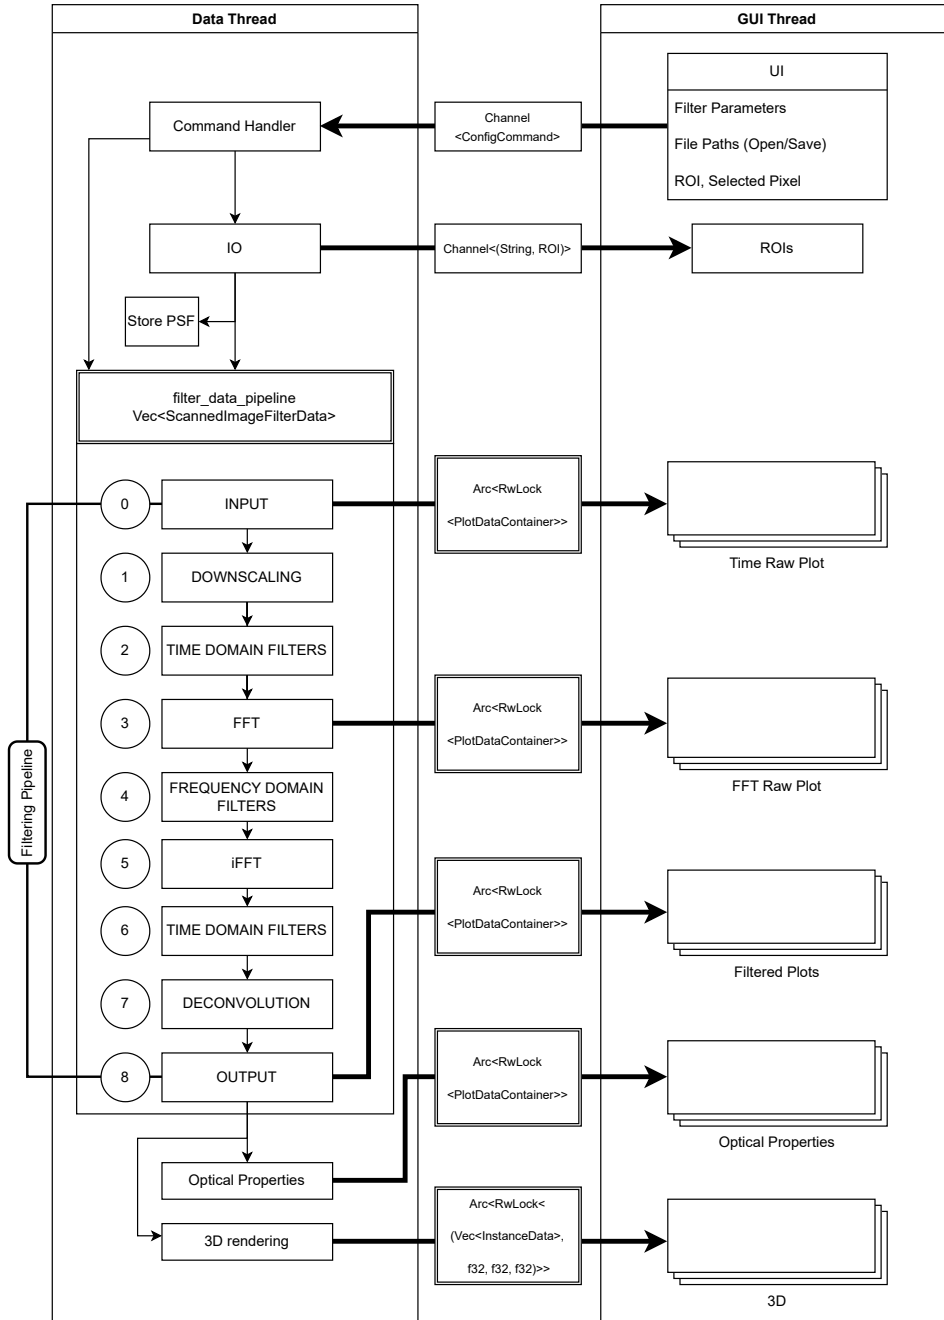 Data Thread
GUI Thread
UI
Filter Parameters
File Paths (Open/Save)
ROI, Selected Pixel
Channel
<ConfigCommand>
Command Handler
IO
Channel<(String, ROI)>
ROIs
Store PSF
filter_data_pipeline
Vec<ScannedImageFilterData>
Filtering Pipeline
0
INPUT
Arc<RwLock
<PlotDataContainer>>
Time Raw Plot
1
DOWNSCALING
2
TIME DOMAIN FILTERS
3
FFT
Arc<RwLock
<PlotDataContainer>>
FFT Raw Plot
4
FREQUENCY DOMAIN
FILTERS
5
iFFT
6
TIME DOMAIN FILTERS
Arc<RwLock
<PlotDataContainer>>
Filtered Plots
7
DECONVOLUTION
8
OUTPUT
Arc<RwLock
<PlotDataContainer>>
Optical Properties
Optical Properties
3D rendering
Arc<RwLock<
(Vec<InstanceData>,
f32, f32, f32)>>
3D